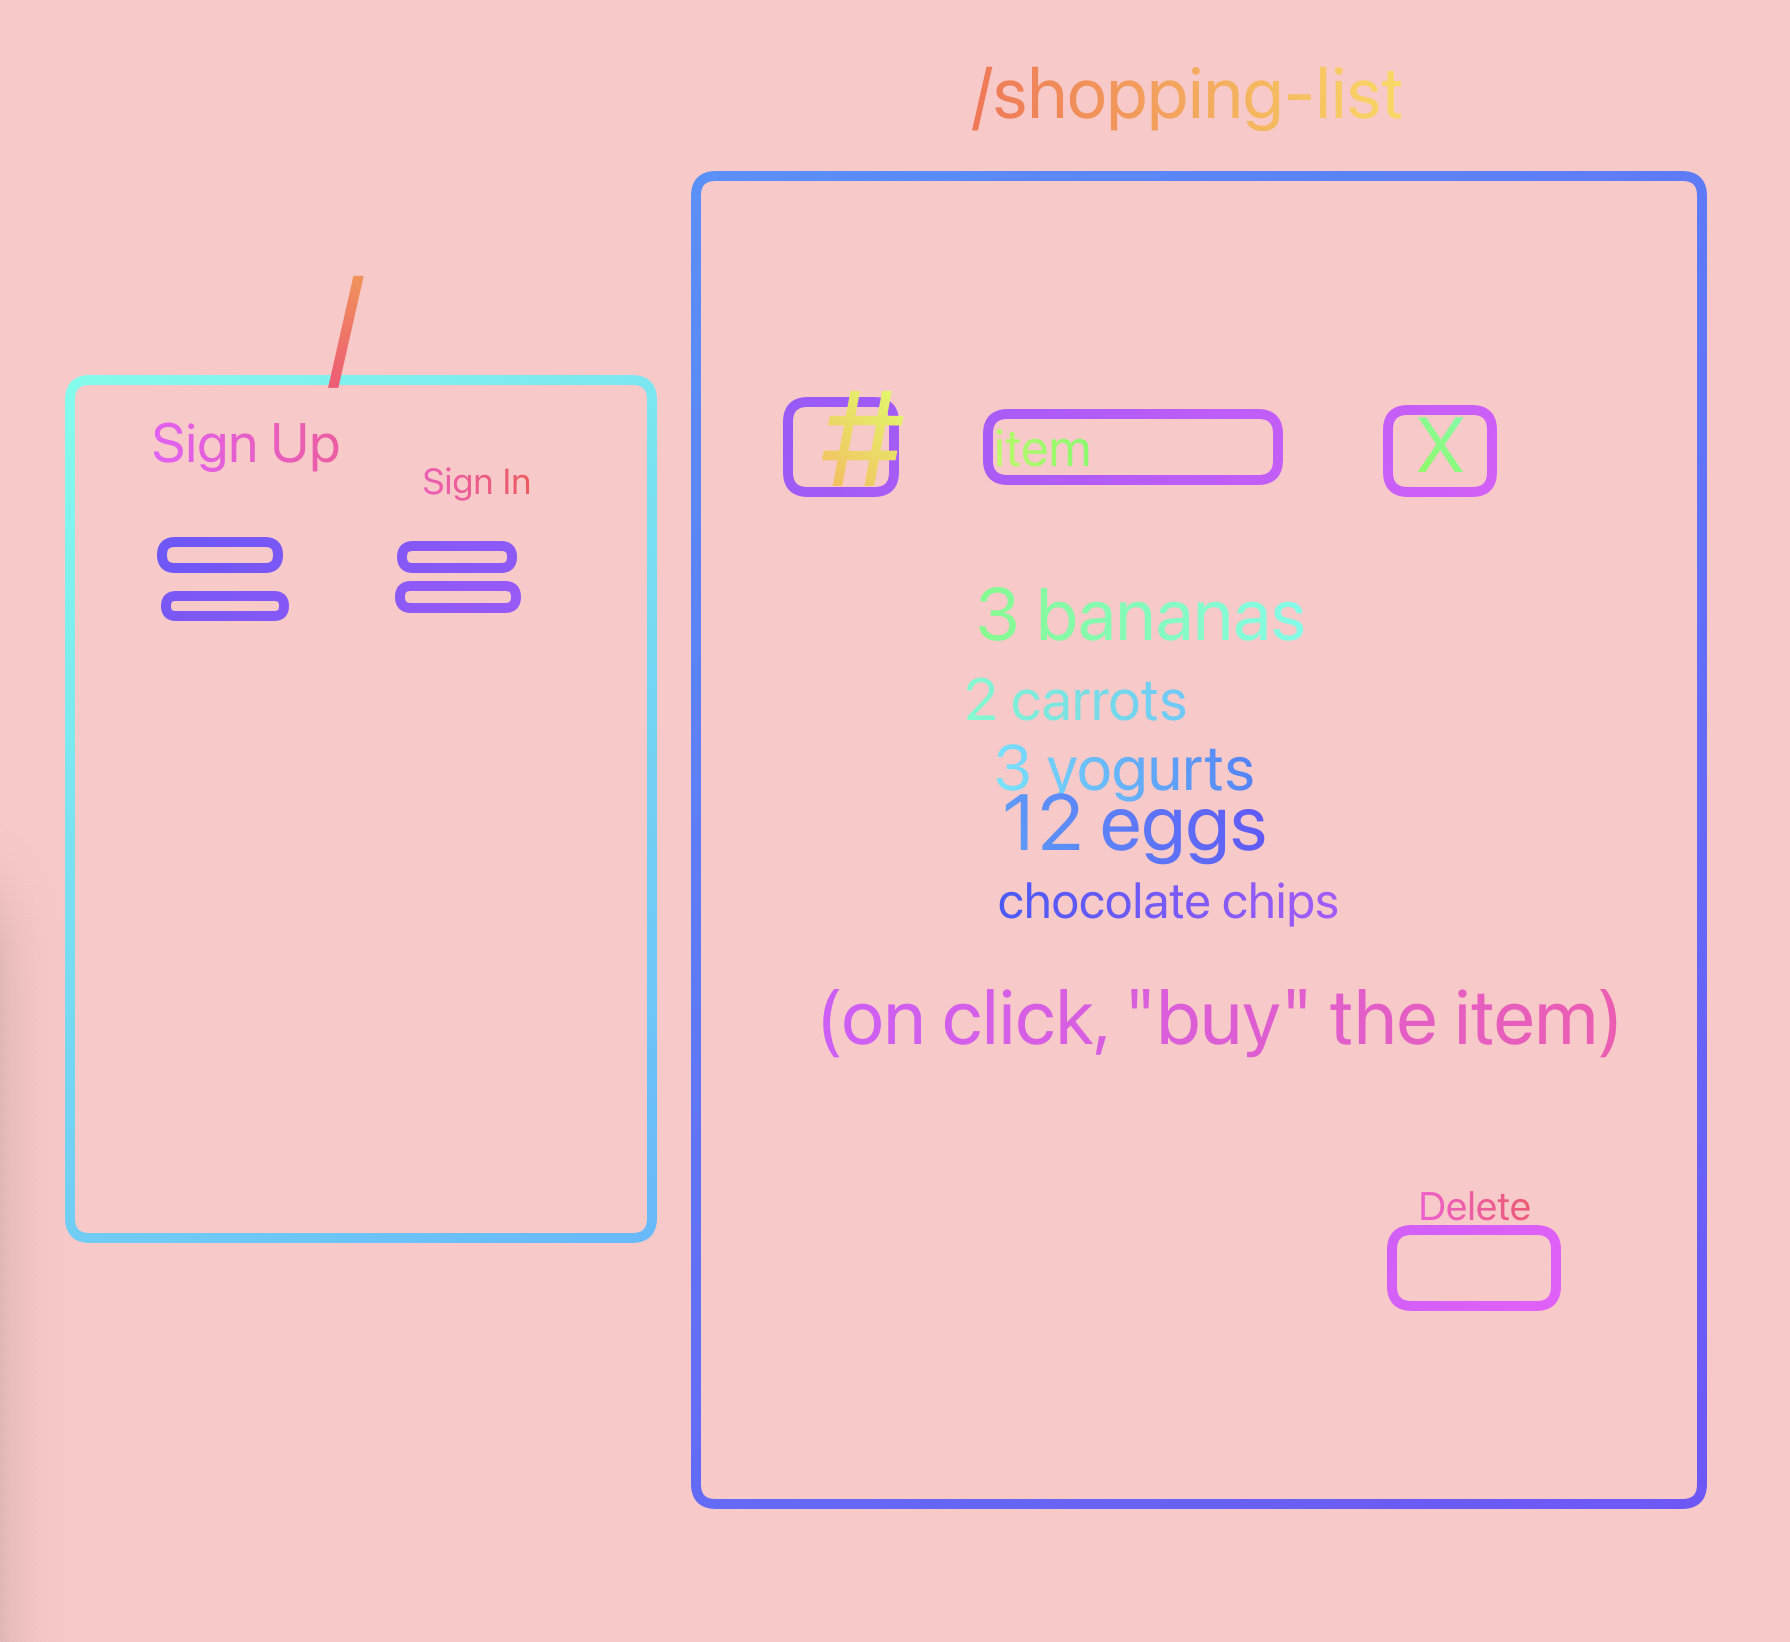 /shopping-list
/
Sign Up
Sign In
#
item
X
3 bananas
2 carrots
3 yogurts
12 eggs
chocolate chips
(on click, "buy" the item)
Delete